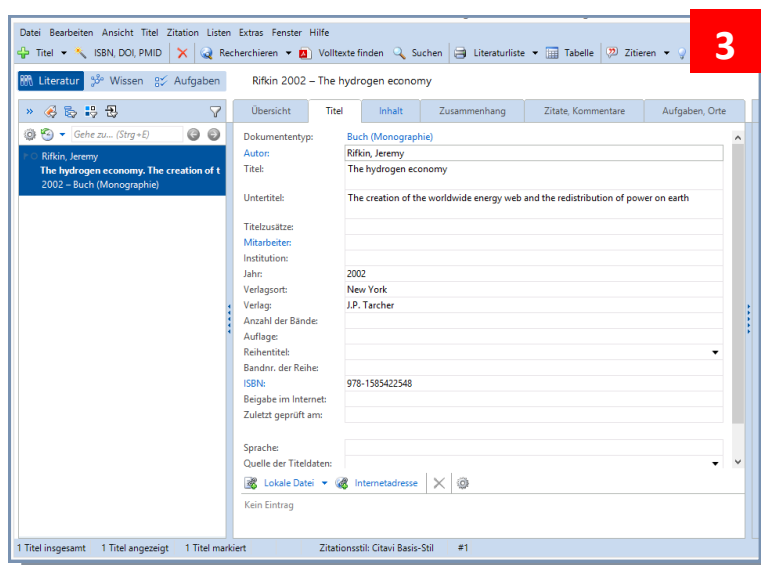 Datei Bearbeiten Ansicht Titel Zitation Listen Extras Fenster Hilfe
3
Titel ISBN, DOI, PMID Recherchieren Volltexte finden Suchen Literaturliste Tabelle Zitieren
Literatur Wissen Aufgaben Rifkin 2002 – The hydrogen economy
Übersicht Titel Inhalt Zusammenhang Zitate, Kommentare Aufgaben, Orte
Gehe zu... (Strg+E)
Rifkin, Jeremy
The hydrogen economy. The creation of t
2002 – Buch (Monographie)
Dokumententyp: Buch (Monographie)
Autor: Rifkin, Jeremy
Titel: The hydrogen economy
Untertitel: The creation of the worldwide energy web and the redistribution of power on earth
Titelzusätze:
Mitarbeiter:
Institution:
Jahr: 2002
Verlagsort: New York
Verlag: J.P. Tarcher
Anzahl der Bände:
Auflage:
Reihentitel:
Bandnr. der Reihe:
ISBN: 978-1585422548
Beigabe im Internet:
Zuletzt geprüft am:
Sprache:
Quelle der Titeldaten:
Lokale Datei Internetadresse
Kein Eintrag
1 Titel insgesamt 1 Titel angezeigt 1 Titel markiert Zitationsstil: Citavi Basis-Stil #1